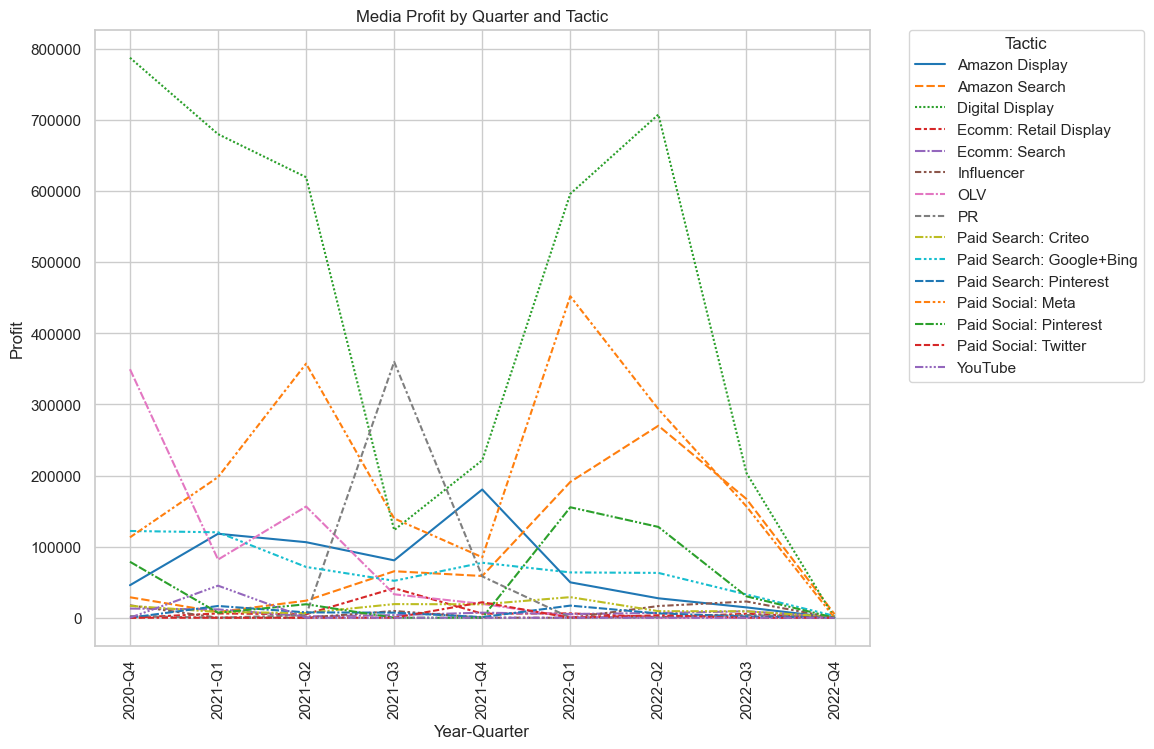 Media Profit by Quarter and Tactic
800000
700000
600000
500000
400000
300000
200000
100000
0
Profit
2020-Q4
2021-Q1
2021-Q2
2021-Q3
2021-Q4
2022-Q1
2022-Q2
2022-Q3
2022-Q4
Year-Quarter
Tactic
Amazon Display
Amazon Search
Digital Display
Ecomm: Retail Display
Ecomm: Search
Influencer
OLV
PR
Paid Search: Criteo
Paid Search: Google+Bing
Paid Search: Pinterest
Paid Social: Meta
Paid Social: Pinterest
Paid Social: Twitter
YouTube